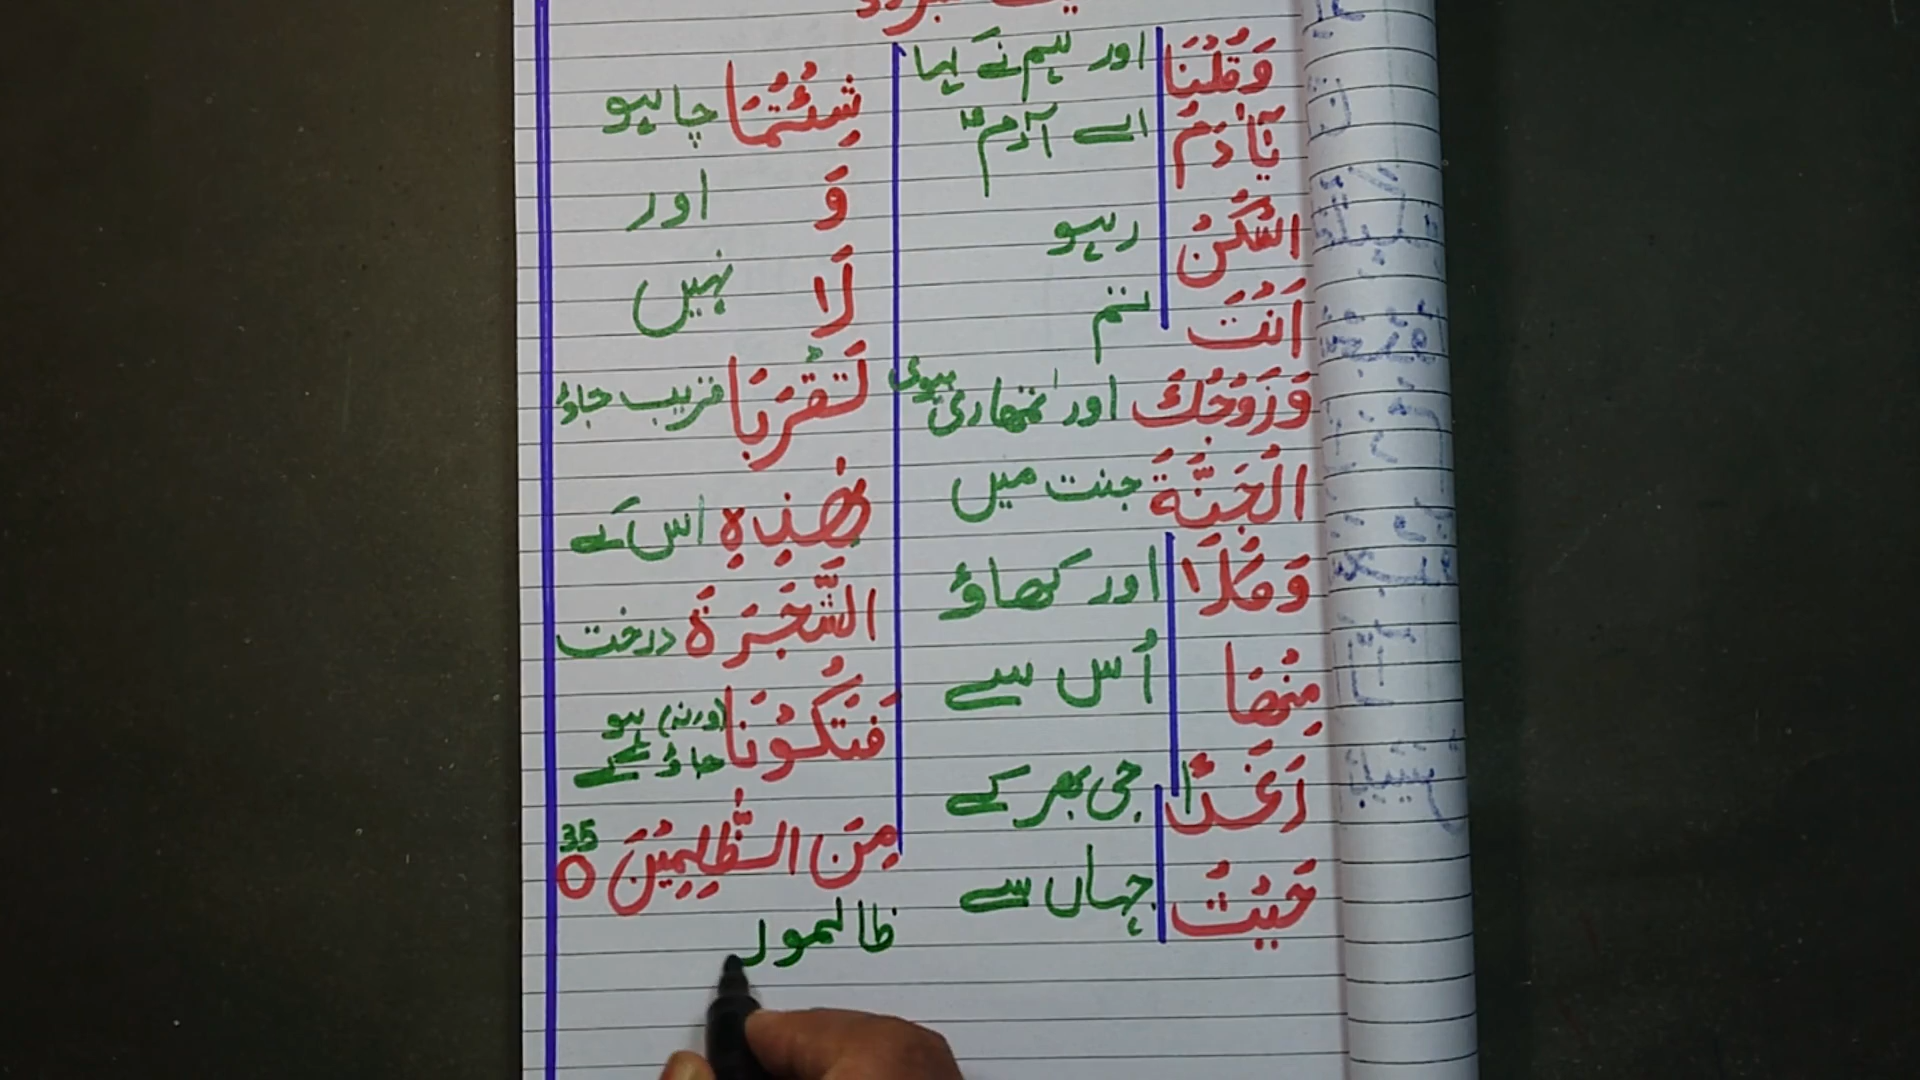 وَقُلْنَا اور ہم نے کہا
يٰٓاٰدَمُ اے آدمؑ
اسْكُنْ رہو
اَنْتَ تم
وَزَوْجُكَ اور تمہاری بیوی
الْجَنَّةَ جنت میں
وَكُلَا اور کھاؤ
مِنْهَا اُس سے
رَغَدًا جی بھر کے
حَيْثُ جہاں سے
شِئْتُمَا چاہو
وَ اور
لَا نہیں
تَقْرَبَا قریب جاؤ
هٰذِهِ اس کے
الشَّجَرَةَ درخت
فَتَكُوْنَا (ورنہ) ہو جاؤ گے
مِنَ الظّٰلِمِيْنَ 35
ظالموں